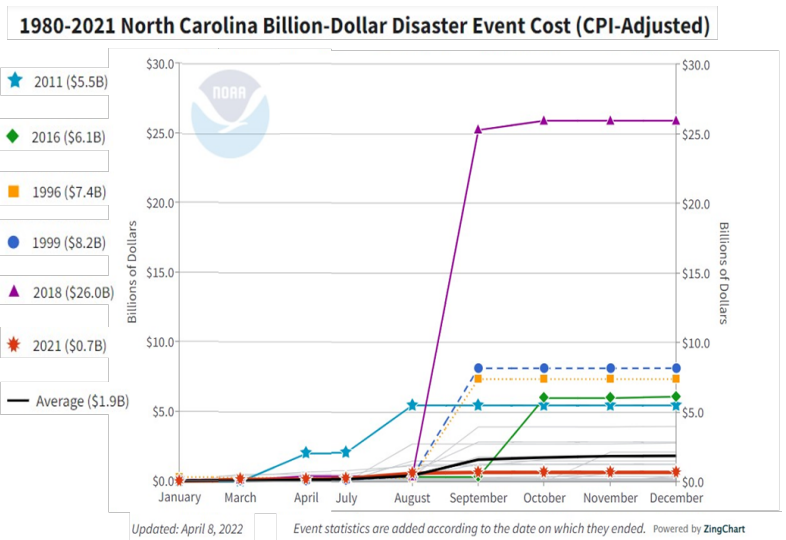 1980-2021 North Carolina Billion-Dollar Disaster Event Cost (CPI-Adjusted)
2011 ($5.5B)
2016 ($6.1B)
1996 ($7.4B)
1999 ($8.2B)
2018 ($26.0B)
2021 ($0.7B)
Average ($1.9B)
NOAA
Billions of Dollars
$30.0
$25.0
$20.0
$15.0
$10.0
$5.0
$0.0
$30.0
$25.0
$20.0
$15.0
$10.0
$5.0
$0.0
Billions of Dollars
January March April July August September October November December
Updated: April 8, 2022 Event statistics are added according to the date on which they ended. Powered by ZingChart